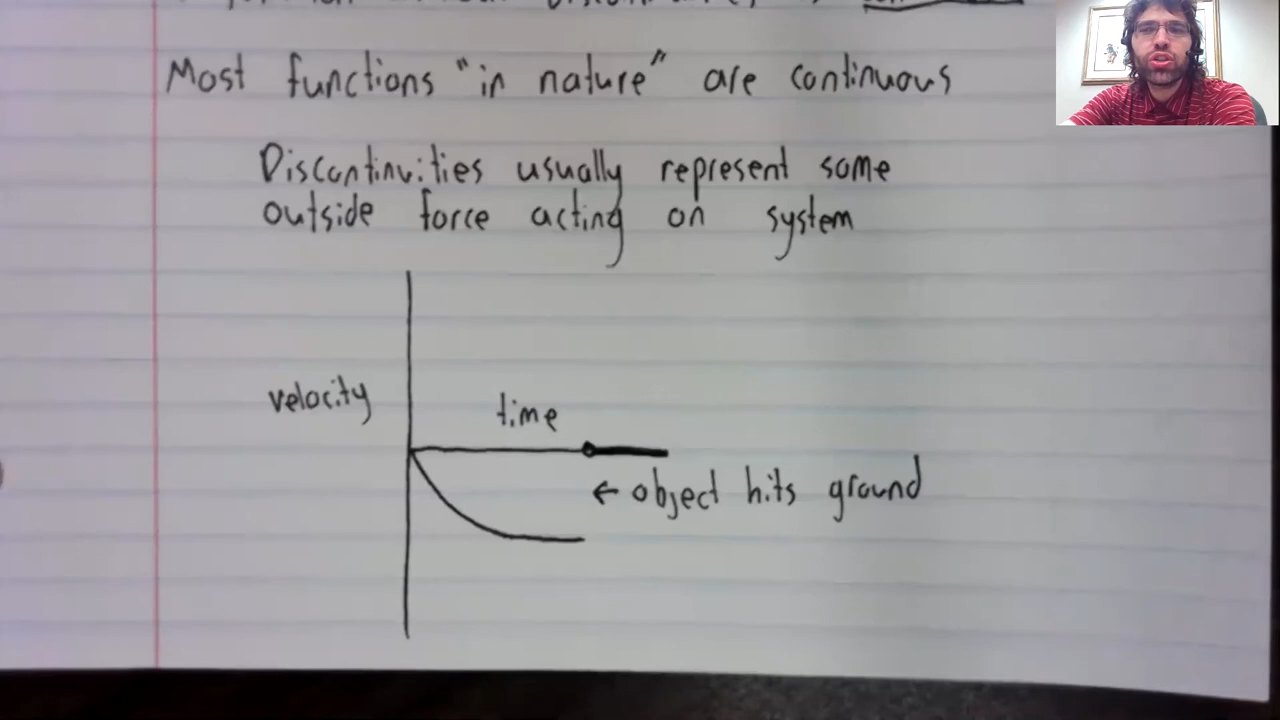 Most functions "in nature" are continuous
Discontinuities usually represent some
outside force acting on system
velocity
time
← object hits ground